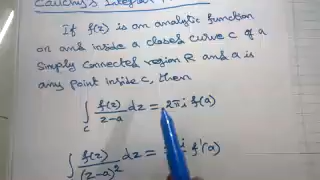 Cauchy's Integral
If f(z) is an analytic function
on and inside a closed curve C of a
Simply connected region R and a is
any point inside C, then
∫_C f(z)/(z-a) dz = 2πi f(a)
∫ f(z)/(z-a)² dz = i f'(a)